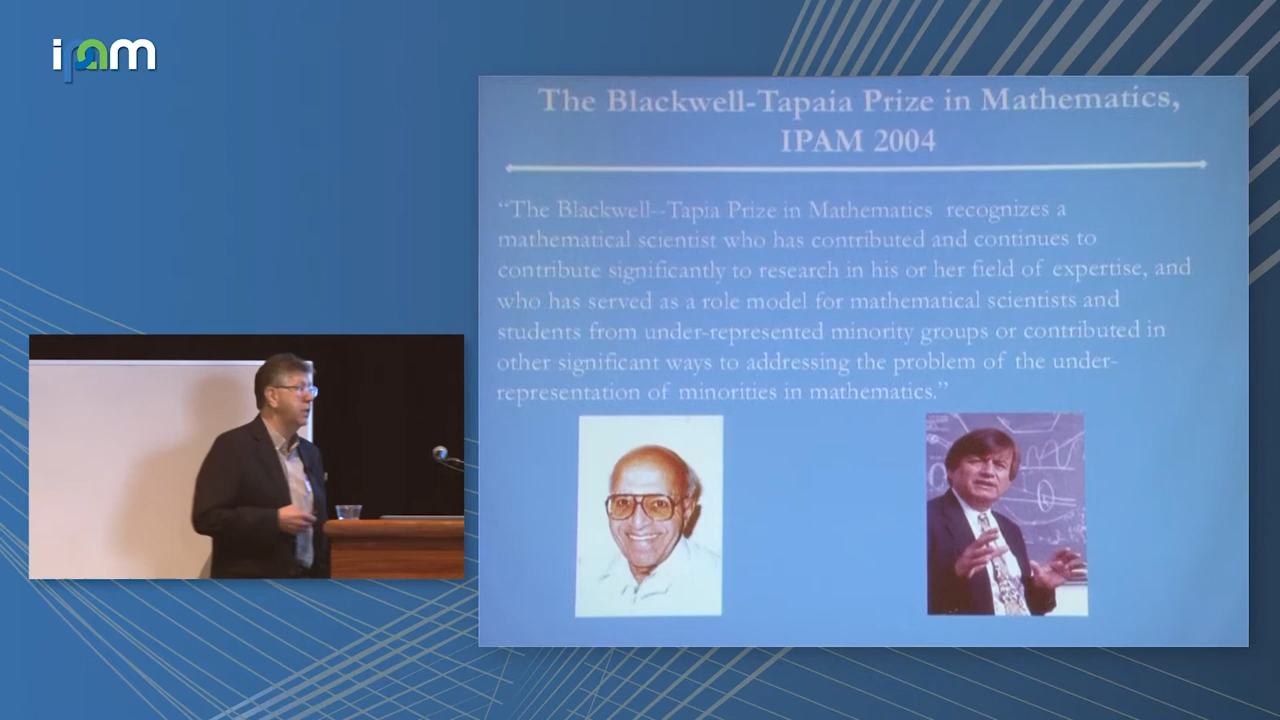 ipam
The Blackwell-Tapaia Prize in Mathematics,
IPAM 2004
“The Blackwell–Tapia Prize in Mathematics recognizes a
mathematical scientist who has contributed and continues to
contribute significantly to research in his or her field of expertise, and
who has served as a role model for mathematical scientists and
students from under-represented minority groups or contributed in
other significant ways to addressing the problem of the under-
representation of minorities in mathematics.”